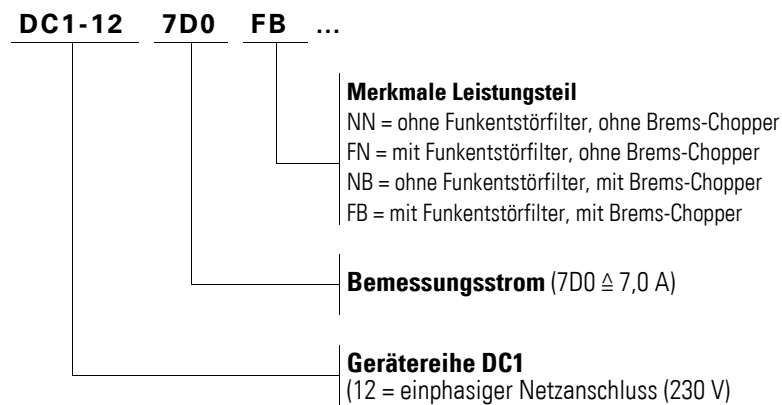 DC1-12 7D0 FB ...
Merkmale Leistungsteil
NN = ohne Funkentstörfilter, ohne Brems-Chopper
FN = mit Funkentstörfilter, ohne Brems-Chopper
NB = ohne Funkentstörfilter, mit Brems-Chopper
FB = mit Funkentstörfilter, mit Brems-Chopper
Bemessungsstrom (7D0 ≙ 7,0 A)
Gerätereihe DC1
(12 = einphasiger Netzanschluss (230 V)